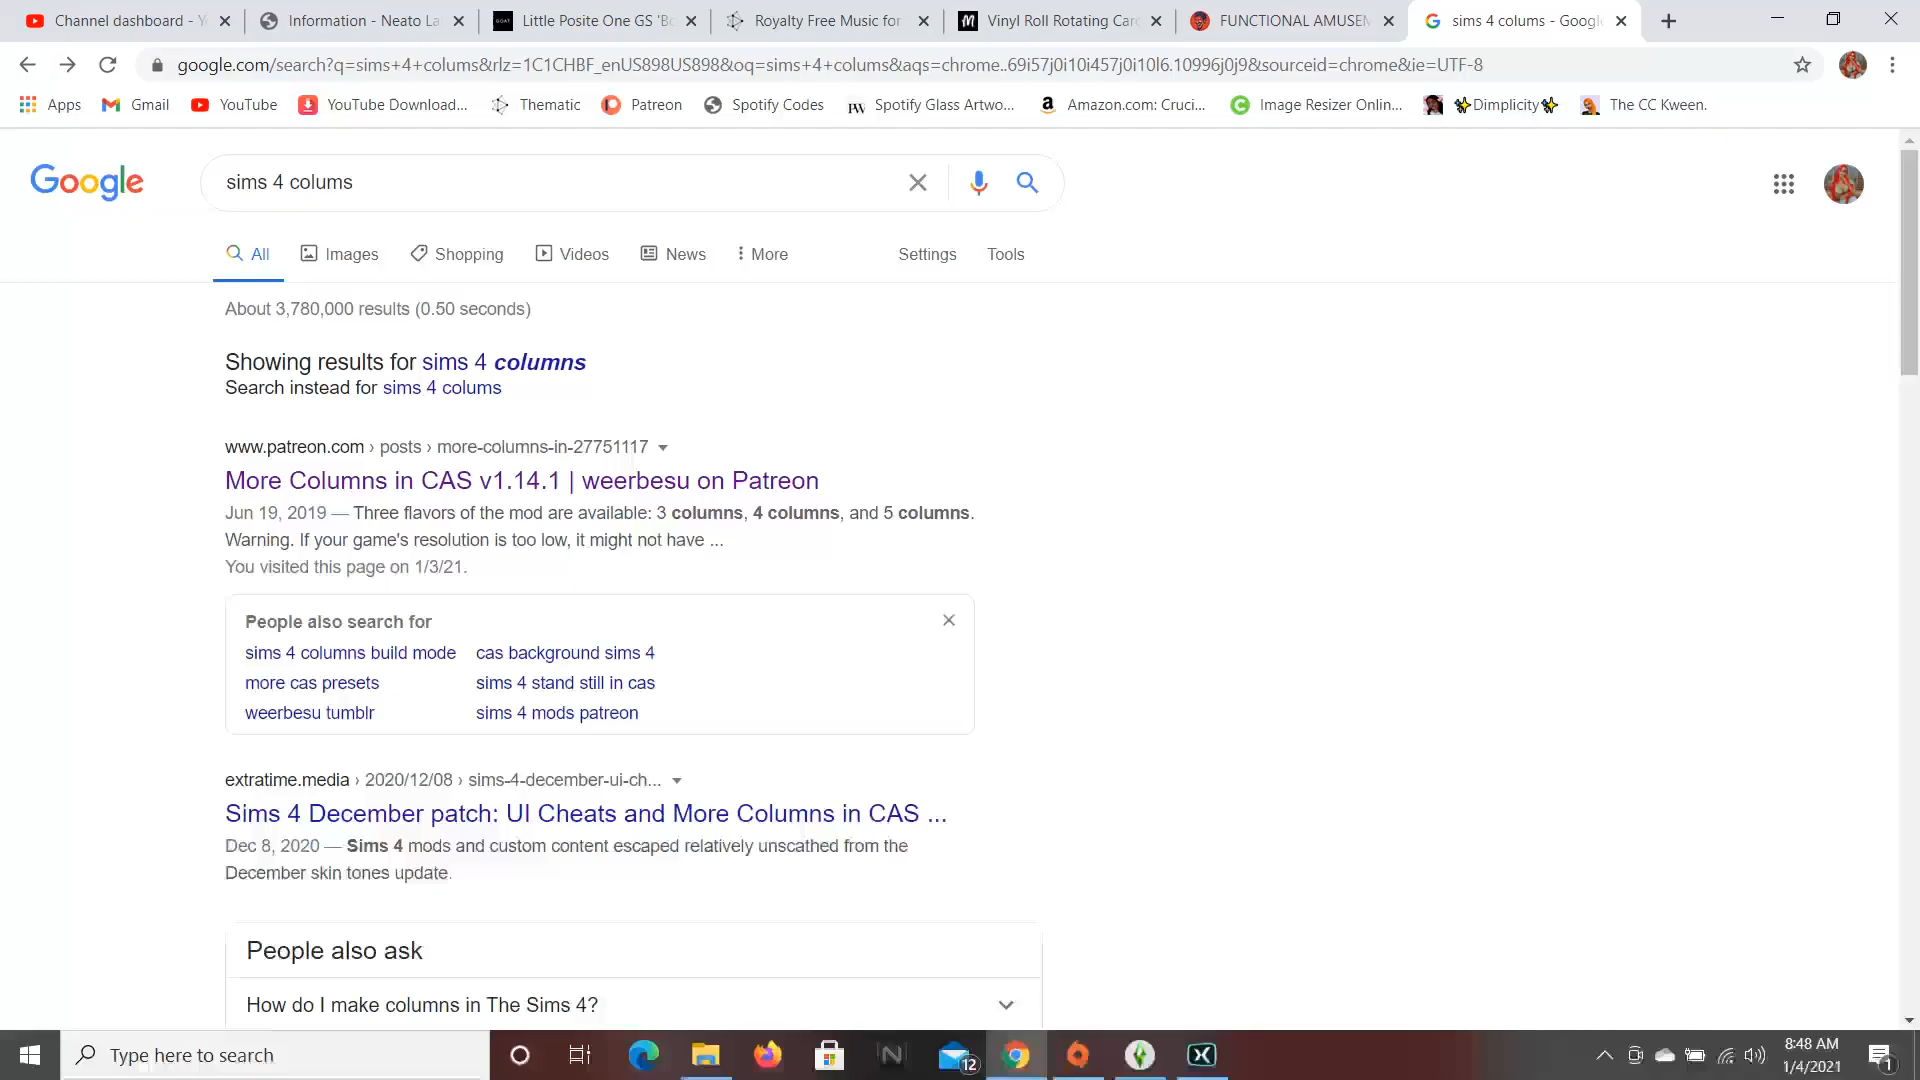 Channel dashboard - Y
Information - Neato La
Little Posite One GS 'Bo
Royalty Free Music for
Vinyl Roll Rotating Card
FUNCTIONAL AMUSEM
sims 4 colums - Google
google.com/search?q=sims+4+colums&rlz=1C1CHBF_enUS898US898&oq=sims+4+colums&aqs=chrome..69i57j0i10i457j0i10l6.10996j0j9&sourceid=chrome&ie=UTF-8
Apps
Gmail
YouTube
YouTube Download...
Thematic
Patreon
Spotify Codes
Spotify Glass Artwo...
Amazon.com: Cruci...
Image Resizer Onlin...
✨Dimplicity✨
The CC Kween.
Google
sims 4 colums
All
Images
Shopping
Videos
News
More
Settings
Tools
About 3,780,000 results (0.50 seconds)
Showing results for sims 4 columns
Search instead for sims 4 colums
www.patreon.com › posts › more-columns-in-27751117
More Columns in CAS v1.14.1 | weerbesu on Patreon
Jun 19, 2019 — Three flavors of the mod are available: 3 columns, 4 columns, and 5 columns.
Warning. If your game's resolution is too low, it might not have ...
You visited this page on 1/3/21.
People also search for
sims 4 columns build mode
cas background sims 4
more cas presets
sims 4 stand still in cas
weerbesu tumblr
sims 4 mods patreon
extratime.media › 2020/12/08 › sims-4-december-ui-ch...
Sims 4 December patch: UI Cheats and More Columns in CAS ...
Dec 8, 2020 — Sims 4 mods and custom content escaped relatively unscathed from the
December skin tones update.
People also ask
How do I make columns in The Sims 4?
Type here to search
12
8:48 AM
1/4/2021
1